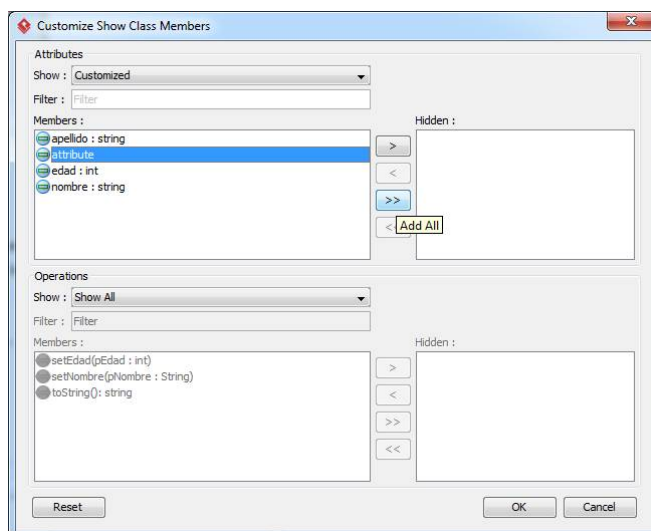 Customize Show Class Members
Attributes
Show : Customized
Filter : Filter
Members : Hidden :
apellido : string
attribute
edad : int
nombre : string
>
<
>>
<< Add All
Operations
Show : Show All
Filter : Filter
Members : Hidden :
setEdad(pEdad : int)
setNombre(pNombre : String)
toString(): string
>
<
>>
<<
Reset OK Cancel